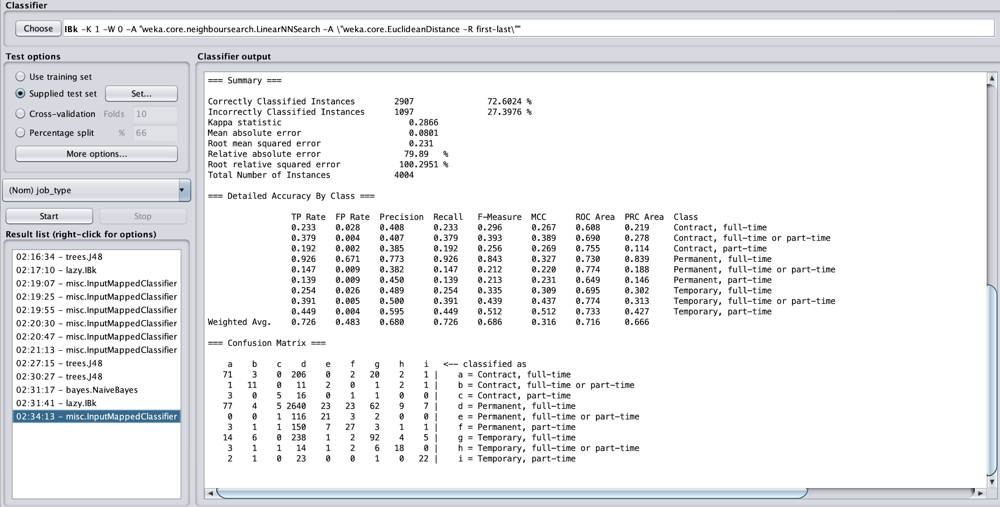 Classifier
Choose IBk -K 1 -W 0 -A "weka.core.neighboursearch.LinearNNSearch -A \"weka.core.EuclideanDistance -R first-last\""
Test options
Use training set
Supplied test set Set...
Cross-validation Folds 10
Percentage split % 66
More options...
(Nom) job_type
Start Stop
Result list (right-click for options)
02:16:34 - trees.J48
02:17:10 - lazy.IBk
02:19:07 - misc.InputMappedClassifier
02:19:25 - misc.InputMappedClassifier
02:19:55 - misc.InputMappedClassifier
02:20:30 - misc.InputMappedClassifier
02:20:47 - misc.InputMappedClassifier
02:21:13 - misc.InputMappedClassifier
02:27:15 - trees.J48
02:30:27 - trees.J48
02:31:17 - bayes.NaiveBayes
02:31:41 - lazy.IBk
02:34:13 - misc.InputMappedClassifier
Classifier output
=== Summary ===
Correctly Classified Instances 2907 72.6024 %
Incorrectly Classified Instances 1097 27.3976 %
Kappa statistic 0.2866
Mean absolute error 0.0801
Root mean squared error 0.231
Relative absolute error 79.89 %
Root relative squared error 100.2951 %
Total Number of Instances 4004
=== Detailed Accuracy By Class ===
TP Rate FP Rate Precision Recall F-Measure MCC ROC Area PRC Area Class
0.233 0.028 0.408 0.233 0.296 0.267 0.608 0.219 Contract, full-time
0.379 0.004 0.407 0.379 0.393 0.389 0.690 0.278 Contract, full-time or part-time
0.192 0.002 0.385 0.192 0.256 0.269 0.755 0.114 Contract, part-time
0.926 0.671 0.773 0.926 0.843 0.327 0.730 0.839 Permanent, full-time
0.147 0.009 0.382 0.147 0.212 0.220 0.774 0.188 Permanent, full-time or part-time
0.139 0.009 0.450 0.139 0.213 0.231 0.649 0.146 Permanent, part-time
0.254 0.026 0.489 0.254 0.335 0.309 0.695 0.302 Temporary, full-time
0.391 0.005 0.500 0.391 0.439 0.437 0.774 0.313 Temporary, full-time or part-time
0.449 0.004 0.595 0.449 0.512 0.512 0.733 0.427 Temporary, part-time
Weighted Avg. 0.726 0.483 0.680 0.726 0.686 0.316 0.716 0.666
=== Confusion Matrix ===
a b c d e f g h i <-- classified as
71 3 0 206 0 2 20 2 1 | a = Contract, full-time
1 11 0 11 2 0 1 2 1 | b = Contract, full-time or part-time
3 0 5 16 0 1 1 0 0 | c = Contract, part-time
77 4 5 2640 23 23 62 9 7 | d = Permanent, full-time
0 0 1 116 21 3 2 0 0 | e = Permanent, full-time or part-time
3 1 1 150 7 27 3 1 1 | f = Permanent, part-time
14 6 0 238 1 2 92 4 5 | g = Temporary, full-time
3 1 1 14 1 2 6 18 0 | h = Temporary, full-time or part-time
2 1 0 23 0 0 1 0 22 | i = Temporary, part-time